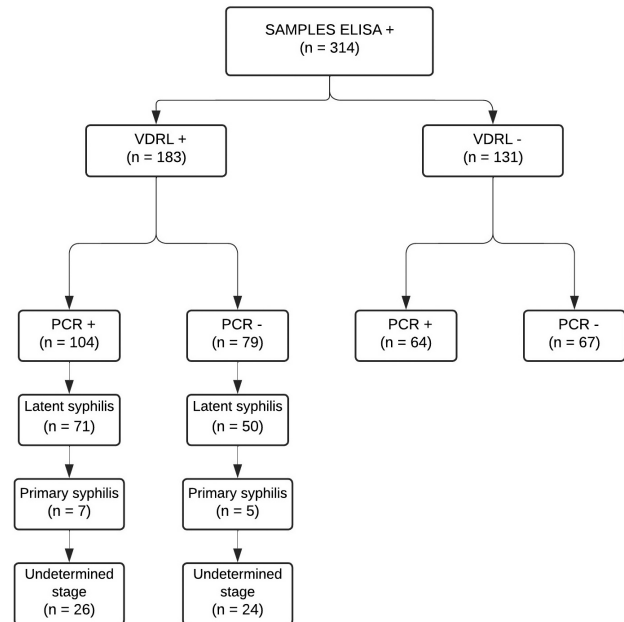 SAMPLES ELISA +
(n = 314)
VDRL +
(n = 183)
VDRL -
(n = 131)
PCR +
(n = 104)
PCR -
(n = 79)
PCR +
(n = 64)
PCR -
(n = 67)
Latent syphilis
(n = 71)
Latent syphilis
(n = 50)
Primary syphilis
(n = 7)
Primary syphilis
(n = 5)
Undetermined
stage
(n = 26)
Undetermined
stage
(n = 24)